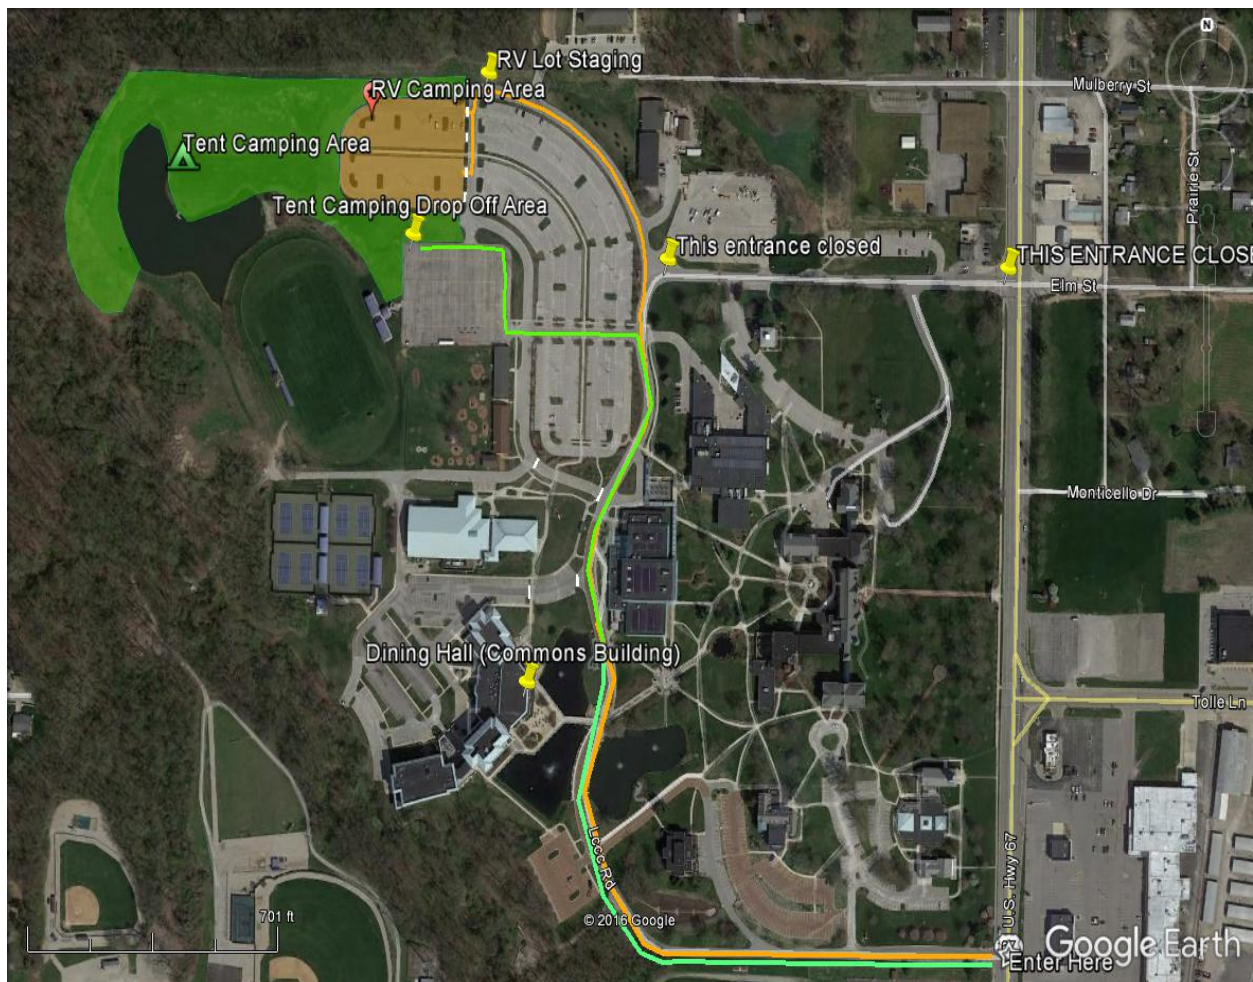 N
RV Lot Staging
RV Camping Area
Mulberry St
Tent Camping Area
Prairie St
Tent Camping Drop Off Area
This entrance closed
THIS ENTRANCE CLOSE
Elm St
Monticello Dr
Dining Hall (Commons Building)
Tolle Ln
Lccc Rd
U.S. Hwy 67
701 ft
© 2016 Google
67
Google Earth
Enter Here